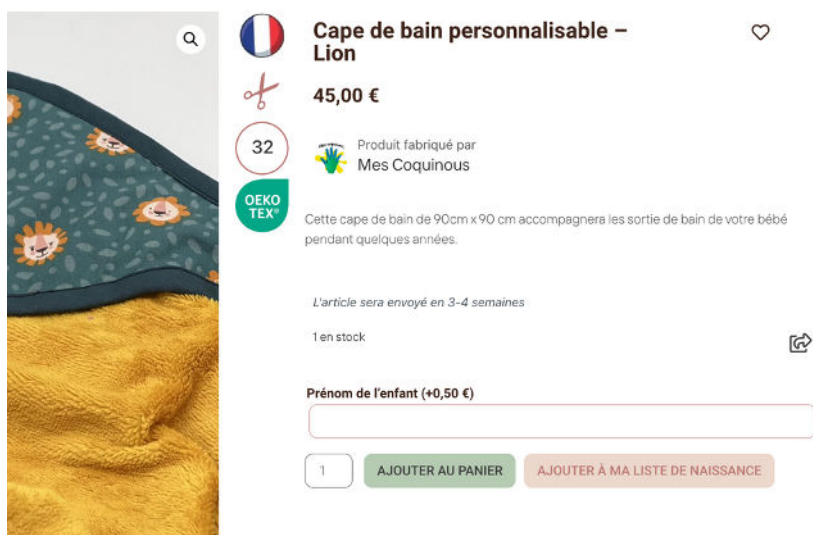 Cape de bain personnalisable –
Lion
45,00 €
32
Produit fabriqué par
Mes Coquinous
OEKO
TEX®
Cette cape de bain de 90cm x 90 cm accompagnera les sortie de bain de votre bébé
pendant quelques années.
L'article sera envoyé en 3-4 semaines
1 en stock
Prénom de l'enfant (+0,50 €)
1
AJOUTER AU PANIER
AJOUTER À MA LISTE DE NAISSANCE